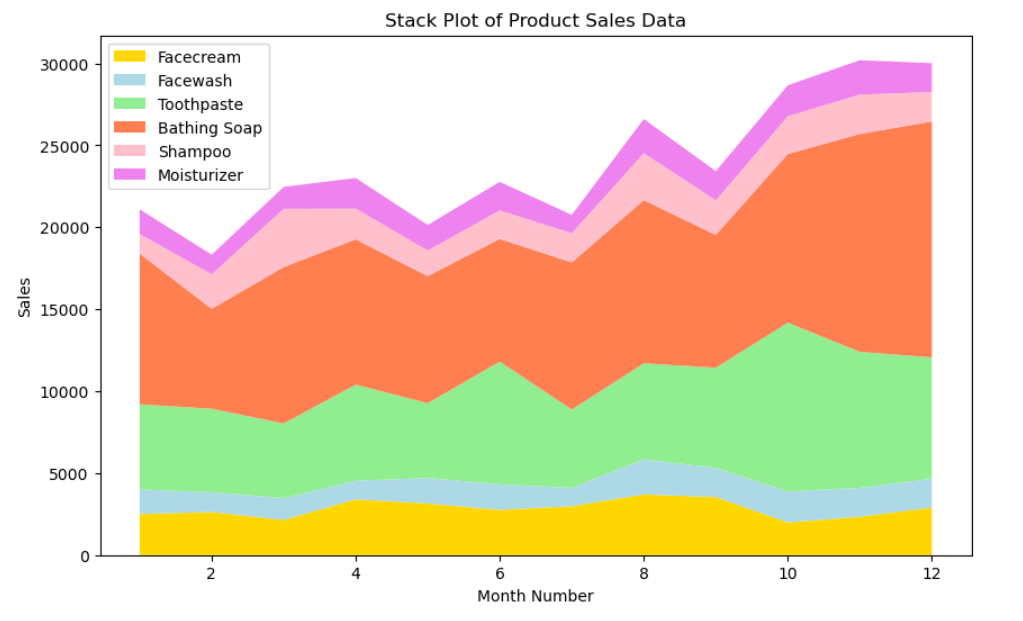 Stack Plot of Product Sales Data
Facecream
Facewash
Toothpaste
Bathing Soap
Shampoo
Moisturizer
30000
25000
20000
15000
10000
5000
0
Sales
2 4 6 8 10 12
Month Number